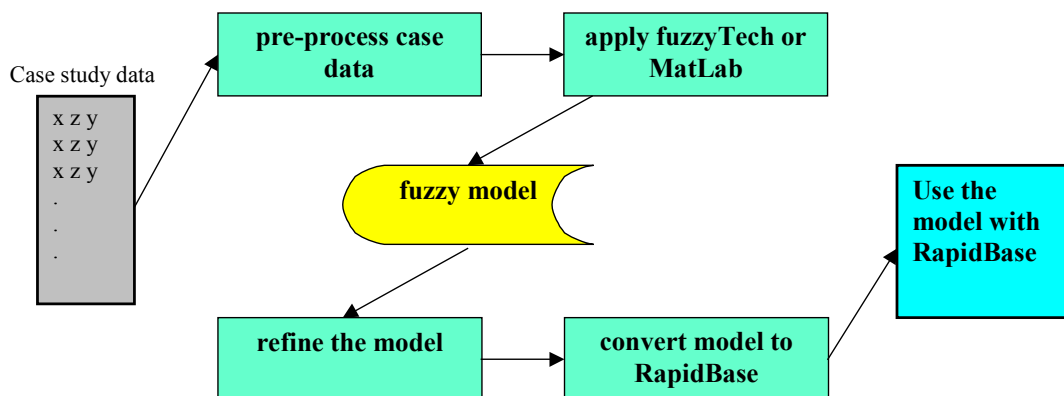 Case study data
x z y
x z y
x z y
.
.
.
pre-process case
data
apply fuzzyTech or
MatLab
fuzzy model
refine the model
convert model to
RapidBase
Use the
model with
RapidBase